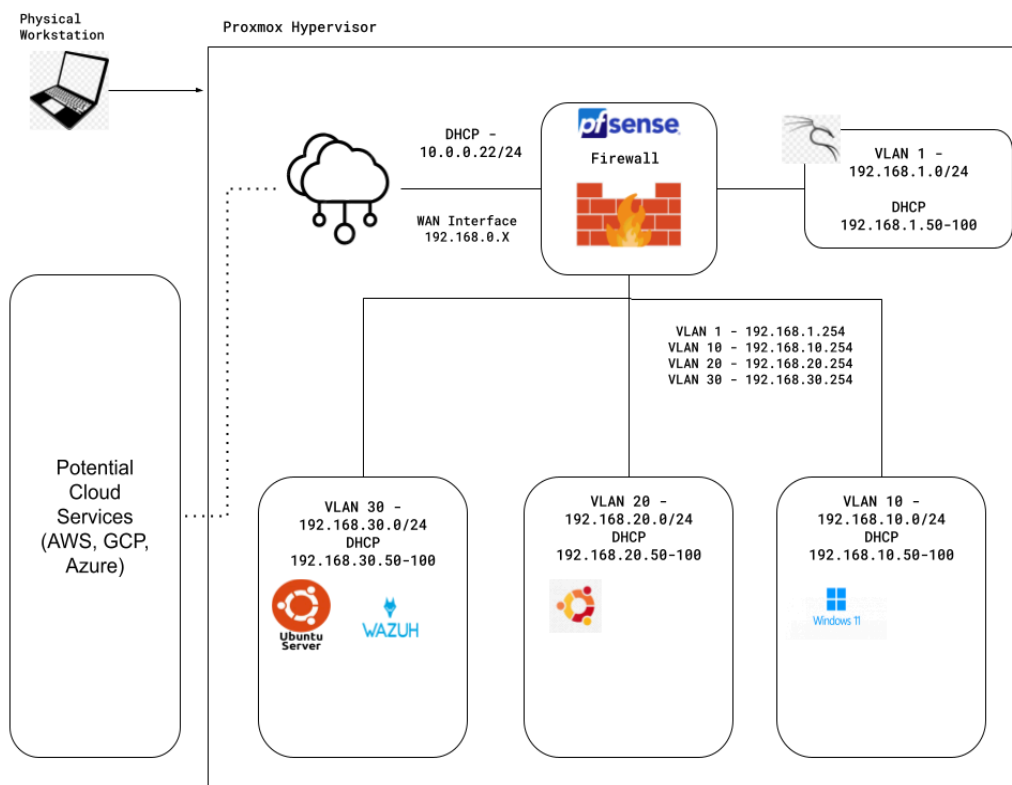 Physical
Workstation
Proxmox Hypervisor
DHCP -
10.0.0.22/24
WAN Interface
192.168.0.X
pfsense
Firewall
VLAN 1 -
192.168.1.0/24
DHCP
192.168.1.50-100
VLAN 1 - 192.168.1.254
VLAN 10 - 192.168.10.254
VLAN 20 - 192.168.20.254
VLAN 30 - 192.168.30.254
Potential
Cloud
Services
(AWS, GCP,
Azure)
VLAN 30 -
192.168.30.0/24
DHCP
192.168.30.50-100
Ubuntu
Server
WAZUH
VLAN 20 -
192.168.20.0/24
DHCP
192.168.20.50-100
VLAN 10 -
192.168.10.0/24
DHCP
192.168.10.50-100
Windows 11